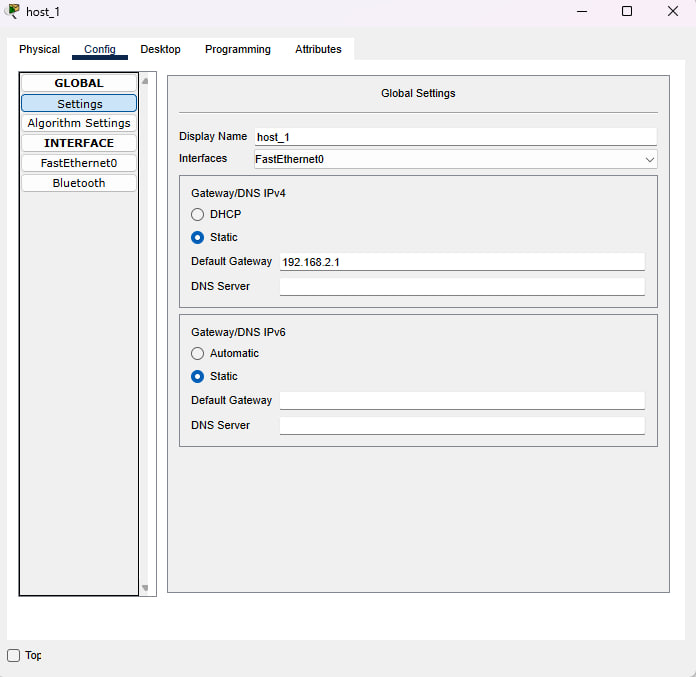 host_1
Physical Config Desktop Programming Attributes
GLOBAL
Settings
Algorithm Settings
INTERFACE
FastEthernet0
Bluetooth
Global Settings
Display Name host_1
Interfaces FastEthernet0
Gateway/DNS IPv4
DHCP
Static
Default Gateway 192.168.2.1
DNS Server
Gateway/DNS IPv6
Automatic
Static
Default Gateway
DNS Server
Top